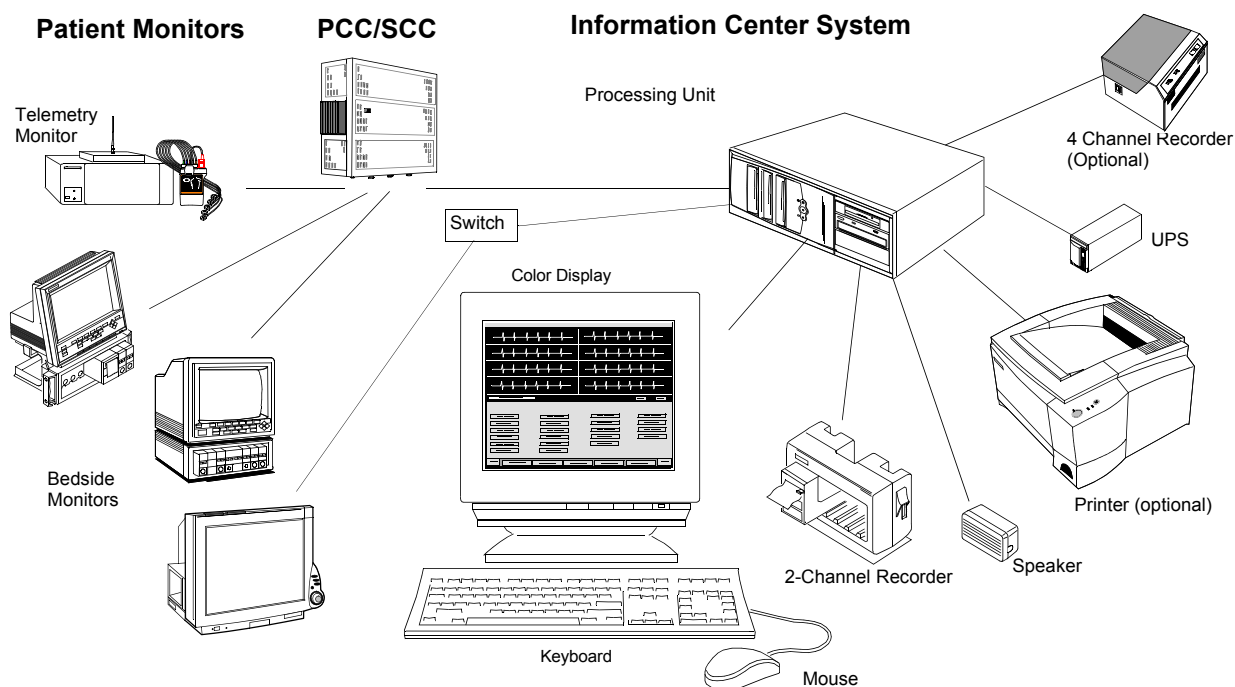 Patient Monitors
PCC/SCC
Information Center System
Processing Unit
Telemetry
Monitor
4 Channel Recorder
(Optional)
Switch
UPS
Color Display
Bedside
Monitors
Printer (optional)
2-Channel Recorder
Speaker
Keyboard
Mouse